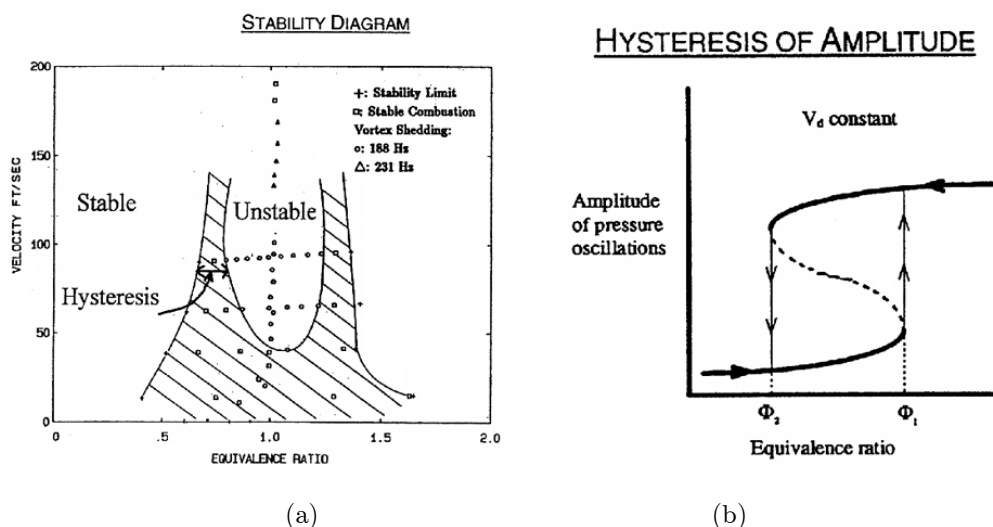 STABILITY DIAGRAM
200
150
100
50
0
VELOCITY FT/SEC
+: Stability Limit
□: Stable Combustion
Vortex Shedding:
○: 188 Hz
△: 231 Hz
Stable
Unstable
Hysteresis
0
.5
1.0
1.5
2.0
EQUIVALENCE RATIO
(a)
HYSTERESIS OF AMPLITUDE
V_d constant
Amplitude
of pressure
oscillations
Φ₂
Φ₁
Equivalence ratio
(b)